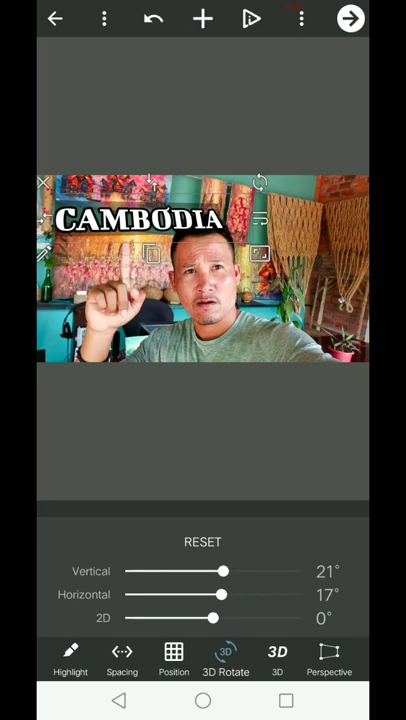 CAMBODIA
RESET
Vertical 21°
Horizontal 17°
2D 0°
3D
Highlight Spacing Position 3D Rotate 3D Perspective